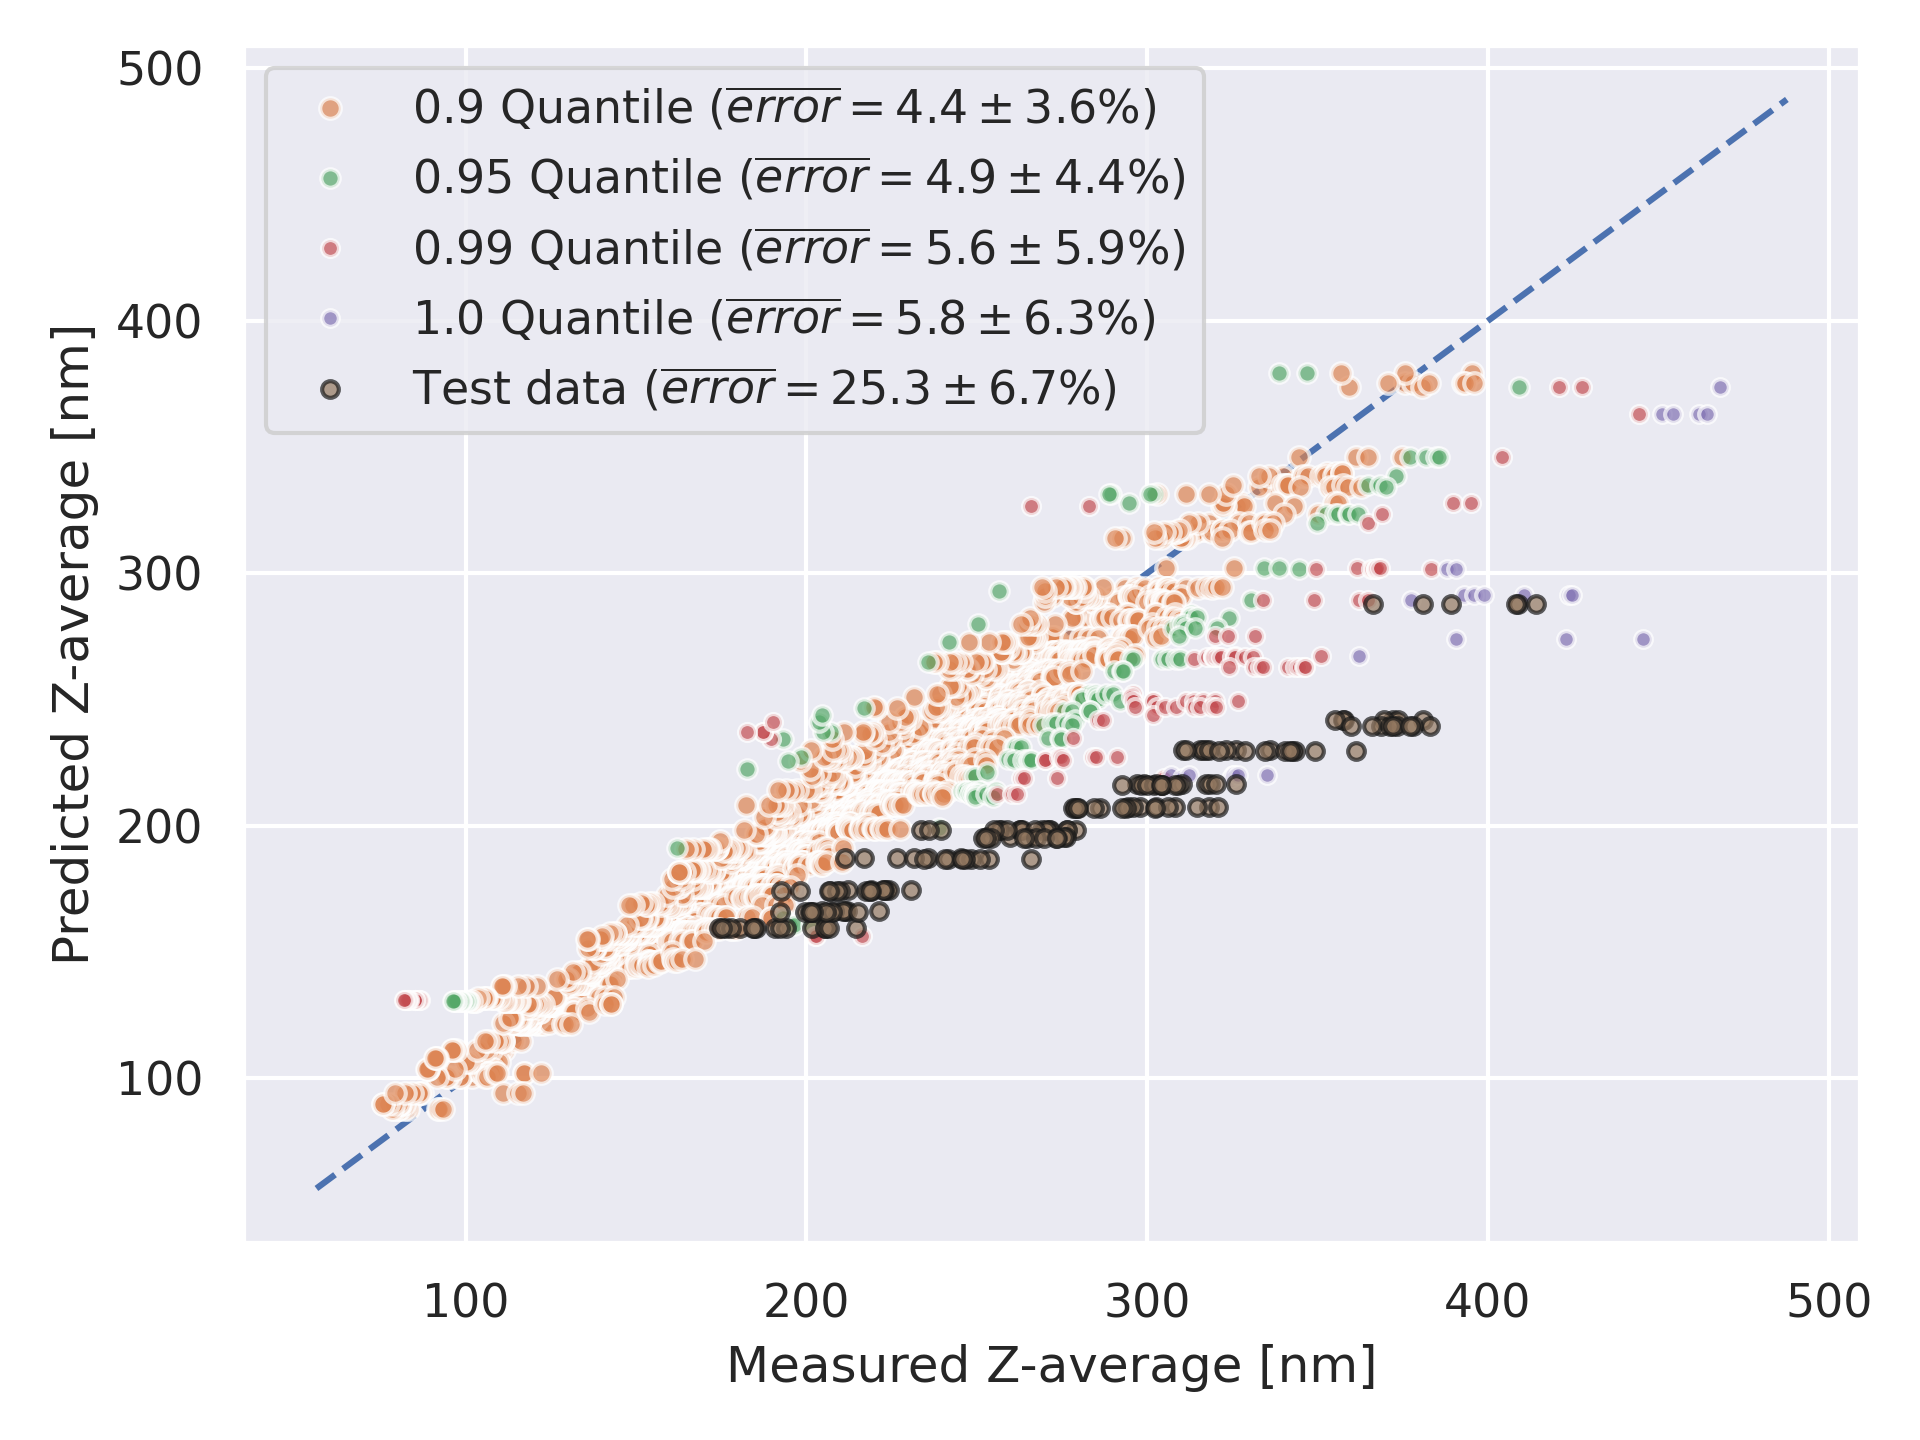 500
400
300
200
100
Predicted Z-average [nm]
0.9 Quantile (error = 4.4 ± 3.6%)
0.95 Quantile (error = 4.9 ± 4.4%)
0.99 Quantile (error = 5.6 ± 5.9%)
1.0 Quantile (error = 5.8 ± 6.3%)
Test data (error = 25.3 ± 6.7%)
100 200 300 400 500
Measured Z-average [nm]